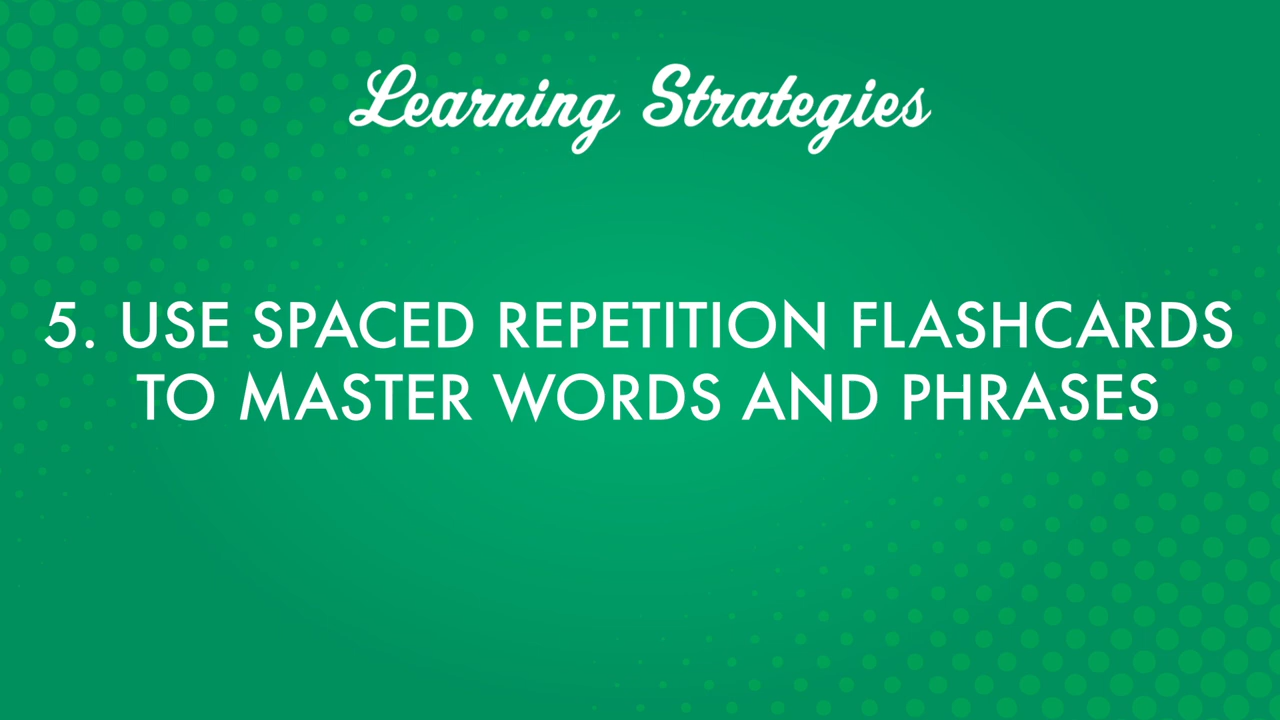 Learning Strategies
5. USE SPACED REPETITION FLASHCARDS
TO MASTER WORDS AND PHRASES